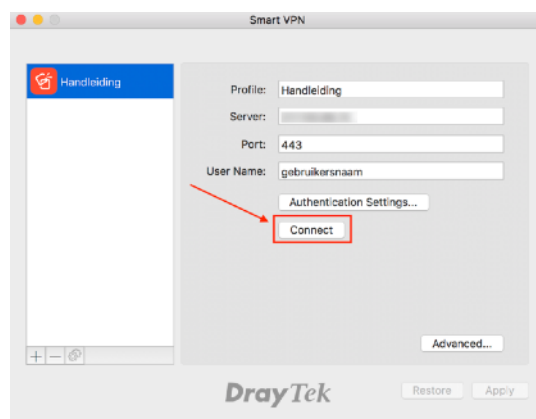 Smart VPN
Handleiding
Profile: Handleiding
Server:
Port: 443
User Name: gebruikersnaam
Authentication Settings...
Connect
Advanced...
DrayTek
Restore Apply